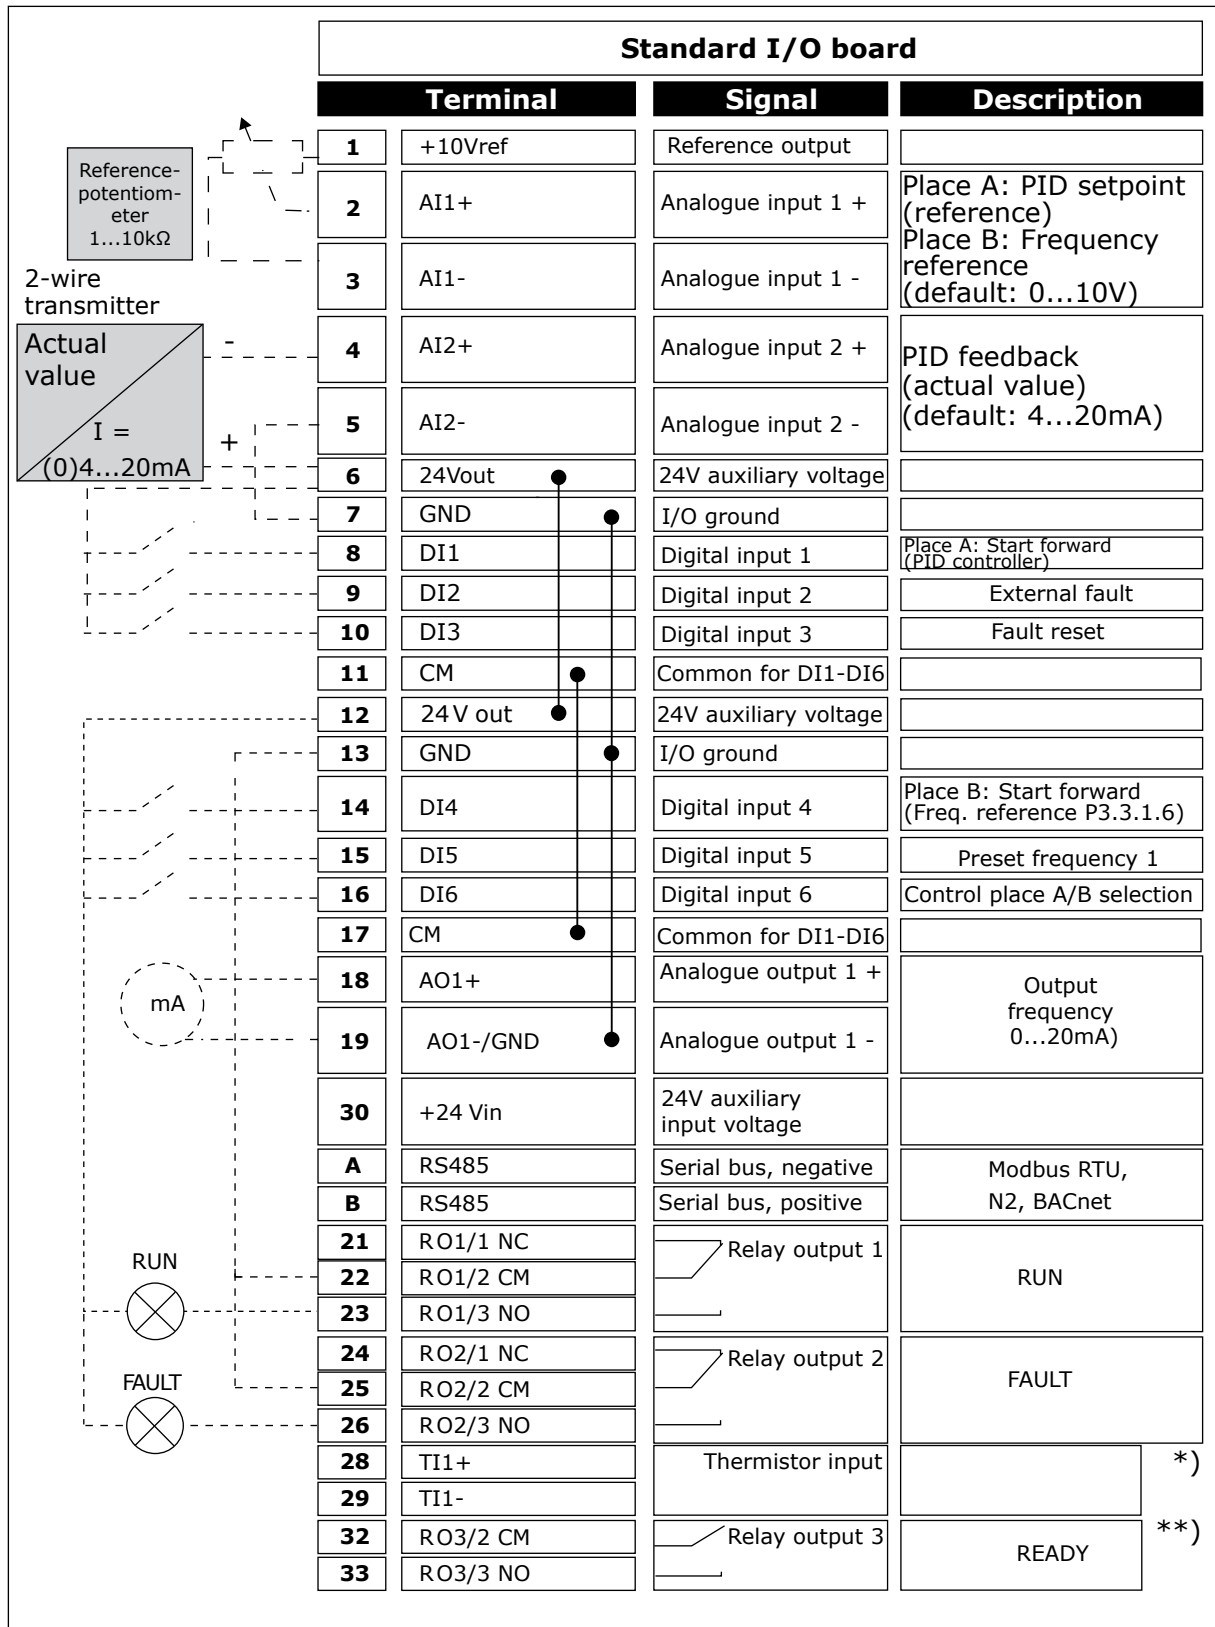 Standard I/O board
Terminal Signal Description
1 +10Vref Reference output
Reference-
potentiom-
eter
1...10kΩ
2 AI1+ Analogue input 1 +
Place A: PID setpoint
(reference)
Place B: Frequency
reference
(default: 0...10V)
3 AI1- Analogue input 1 -
2-wire
transmitter
Actual
value
-
I =
(0)4...20mA
+
4 AI2+ Analogue input 2 +
PID feedback
(actual value)
(default: 4...20mA)
5 AI2- Analogue input 2 -
6 24Vout 24V auxiliary voltage
7 GND I/O ground
8 DI1 Digital input 1
Place A: Start forward
(PID controller)
9 DI2 Digital input 2 External fault
10 DI3 Digital input 3 Fault reset
11 CM Common for DI1-DI6
12 24V out 24V auxiliary voltage
13 GND I/O ground
14 DI4 Digital input 4
Place B: Start forward
(Freq. reference P3.3.1.6)
15 DI5 Digital input 5 Preset frequency 1
16 DI6 Digital input 6 Control place A/B selection
17 CM Common for DI1-DI6
mA
18 AO1+ Analogue output 1 +
Output
frequency
0...20mA)
19 AO1-/GND Analogue output 1 -
30 +24 Vin
24V auxiliary
input voltage
A RS485 Serial bus, negative
Modbus RTU,
N2, BACnet
B RS485 Serial bus, positive
21 RO1/1 NC Relay output 1
RUN
22 RO1/2 CM RUN
23 RO1/3 NO
24 RO2/1 NC Relay output 2
FAULT
25 RO2/2 CM FAULT
26 RO2/3 NO
28 TI1+ Thermistor input *)
29 TI1-
32 RO3/2 CM Relay output 3 READY **)
33 RO3/3 NO